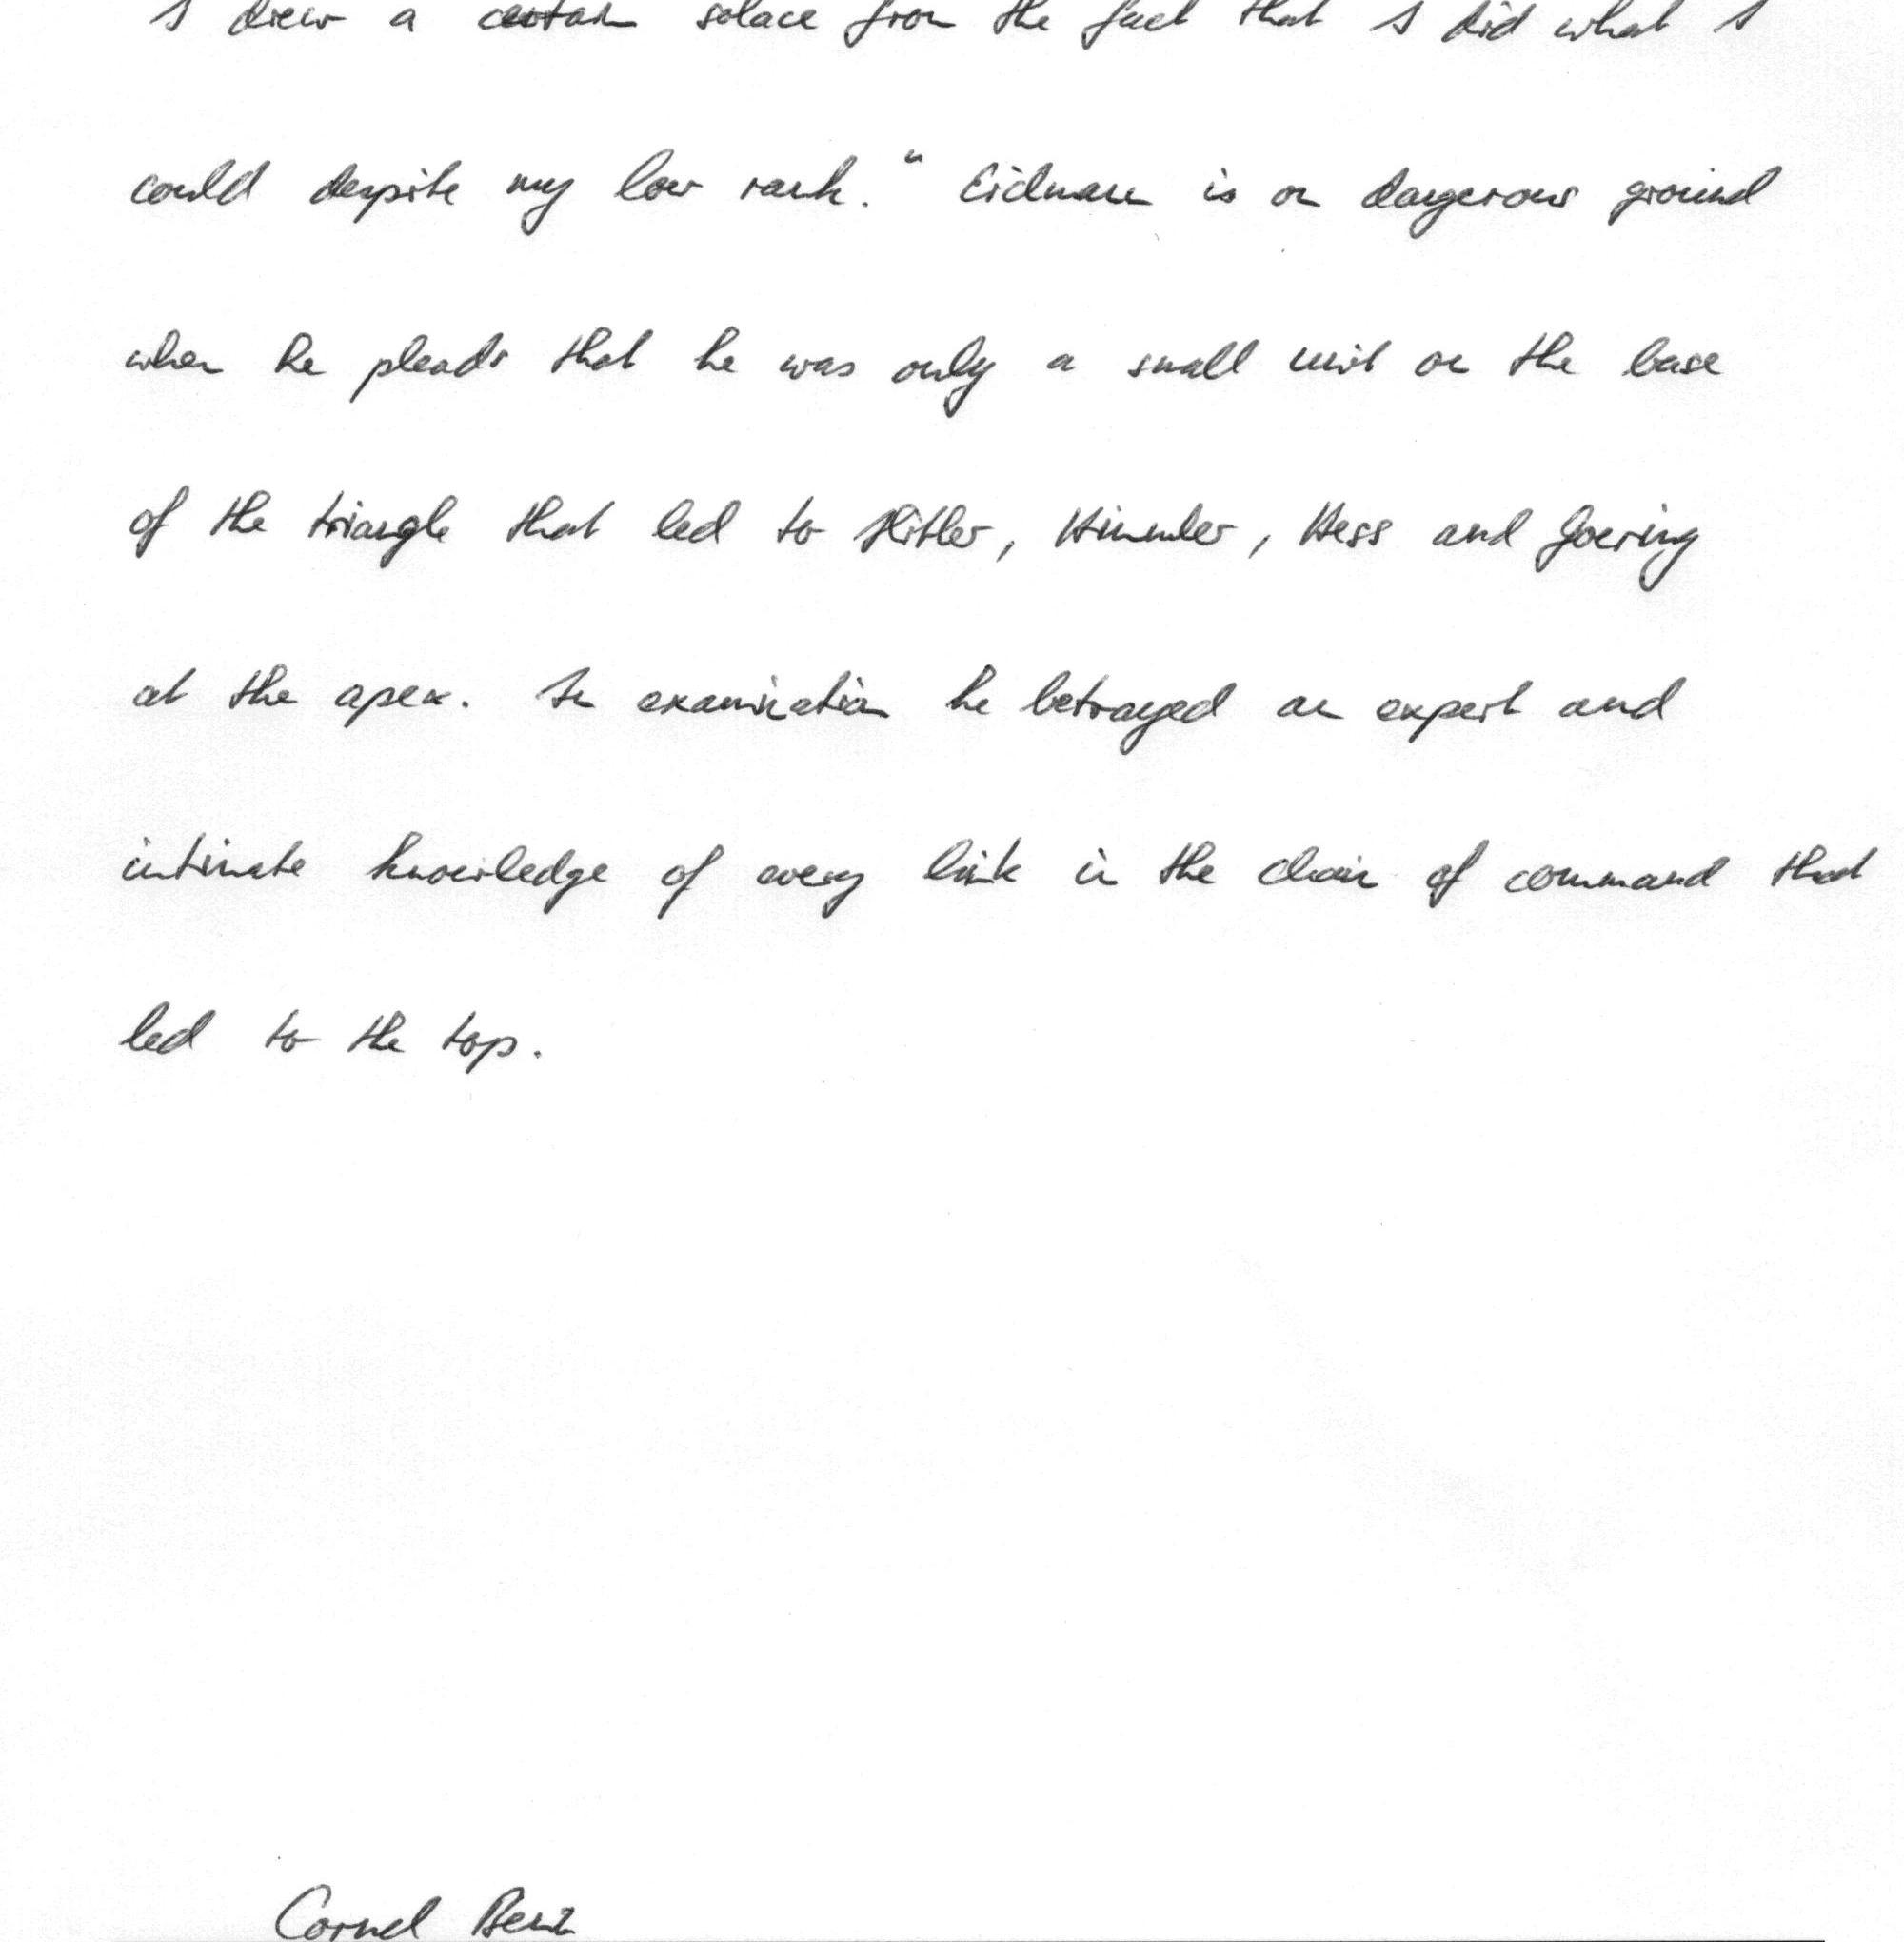 I drew a certain solace from the fact that I did what I
could despite my low rank." Eichmann is on dangerous ground
when he pleads that he was only a small unit on the base
of the triangle that led to Hitler, Himmler, Hess and Goering
at the apex. In examination he betrayed an expert and
intimate knowledge of every link in the chain of command that
led to the top.
Cornel Benz